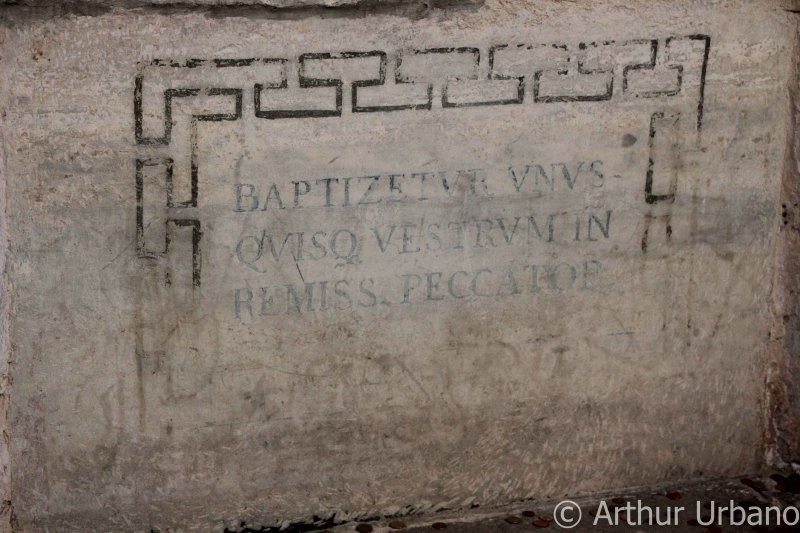 BAPTIZETVR VNVS-
QVISQ VESTRVM IN
REMISS. PECCATOR
© Arthur Urbano